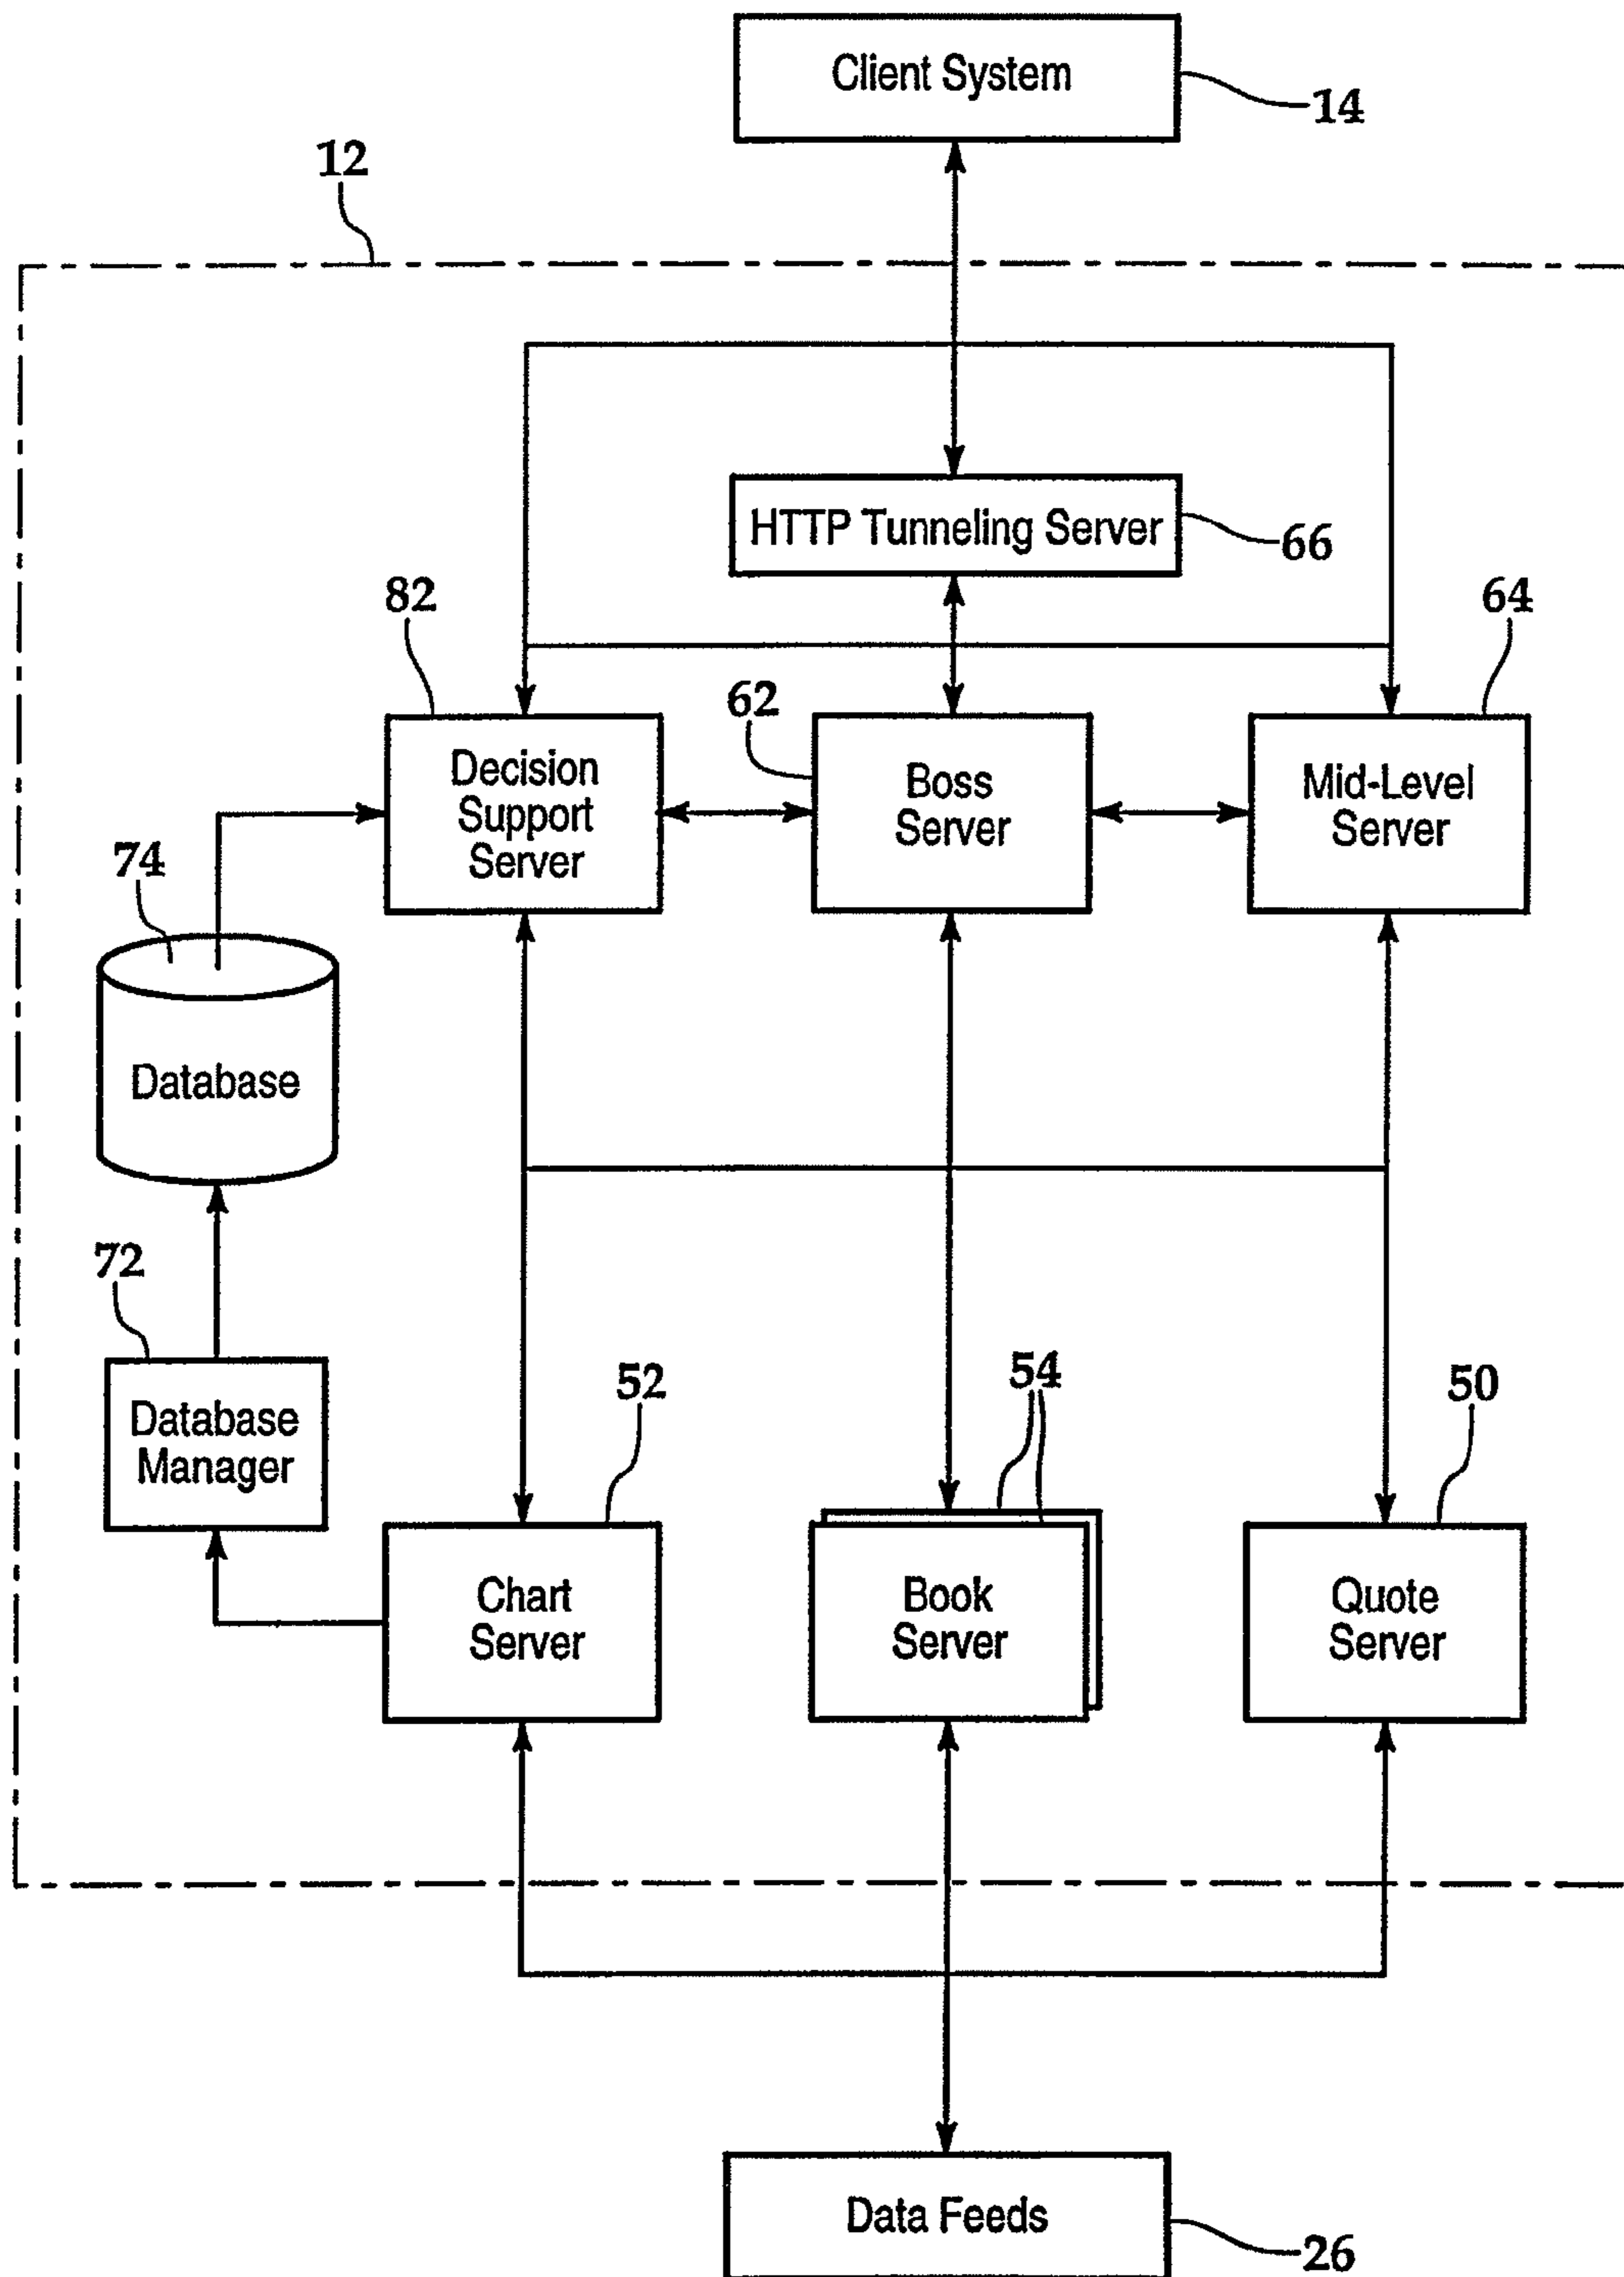 Client System
14
12
HTTP Tunneling Server
66
82
64
62
Decision
Support
Server
Boss
Server
Mid-Level
Server
74
Database
72
Database
Manager
52
54
50
Chart
Server
Book
Server
Quote
Server
Data Feeds
26